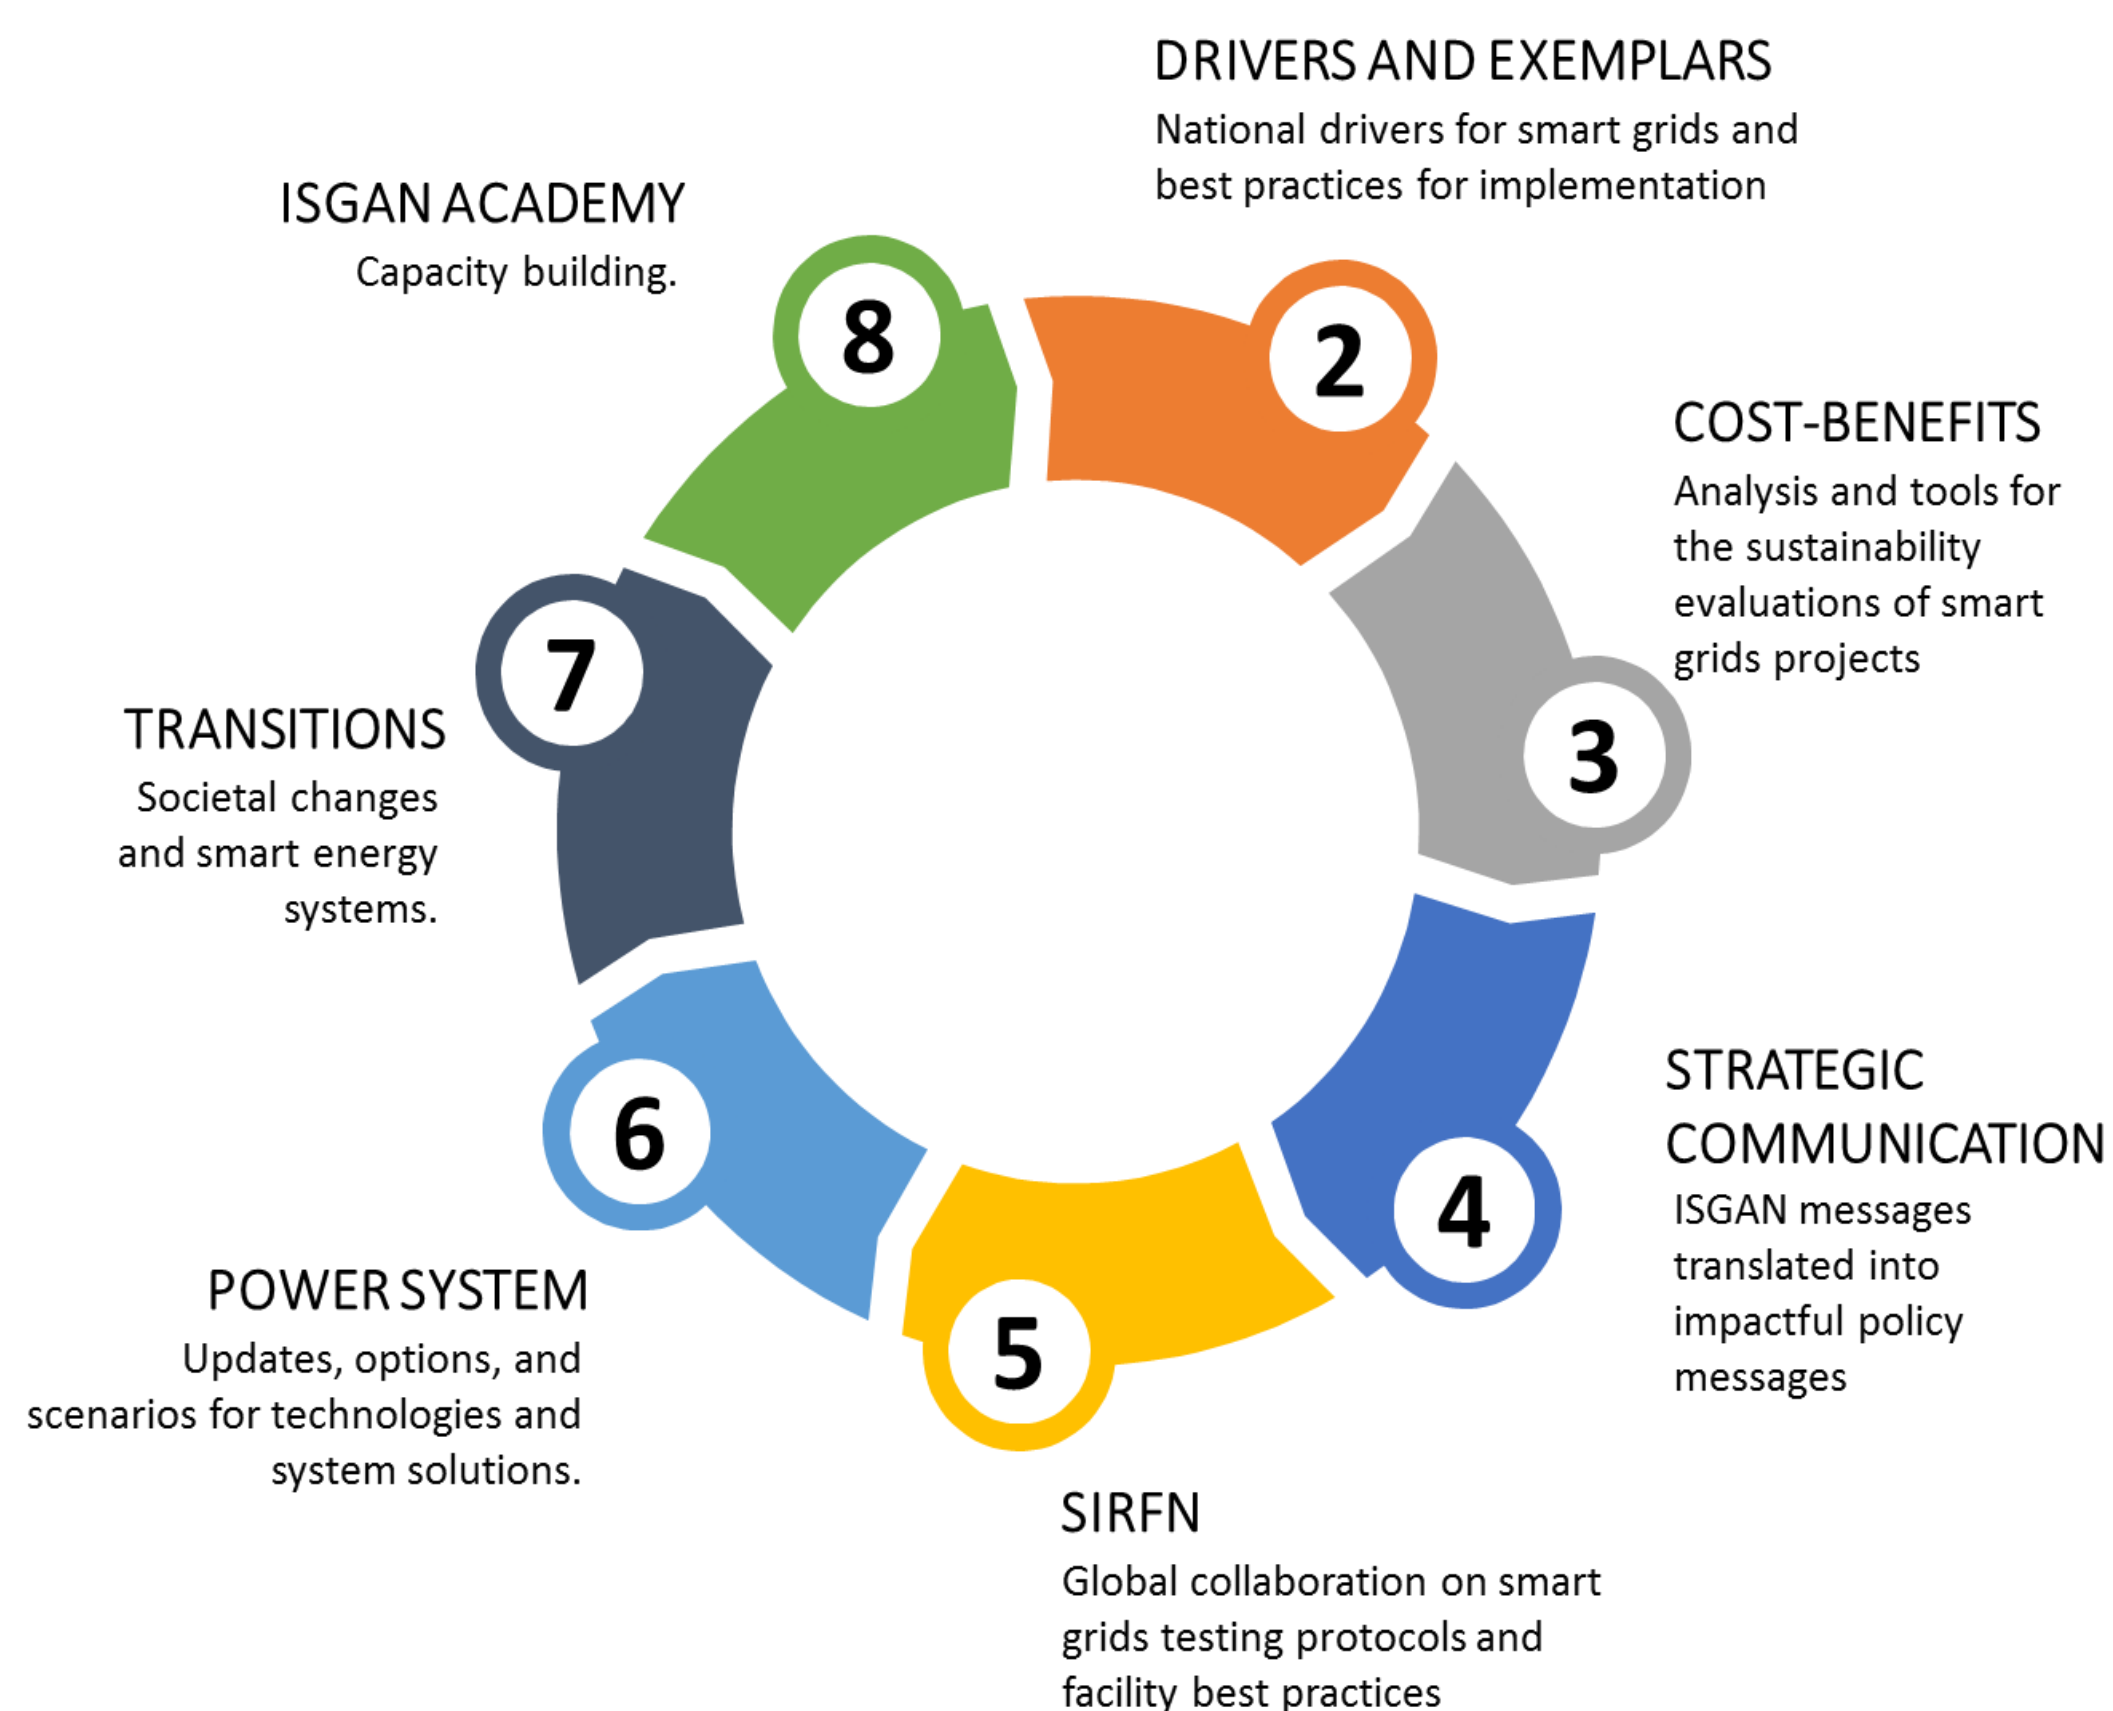 DRIVERS AND EXEMPLARS
National drivers for smart grids and
best practices for implementation
2
COST-BENEFITS
Analysis and tools for
the sustainability
evaluations of smart
grids projects
3
STRATEGIC
COMMUNICATION
ISGAN messages
translated into
impactful policy
messages
4
SIRFN
Global collaboration on smart
grids testing protocols and
facility best practices
5
POWER SYSTEM
Updates, options, and
scenarios for technologies and
system solutions.
6
TRANSITIONS
Societal changes
and smart energy
systems.
7
ISGAN ACADEMY
Capacity building.
8